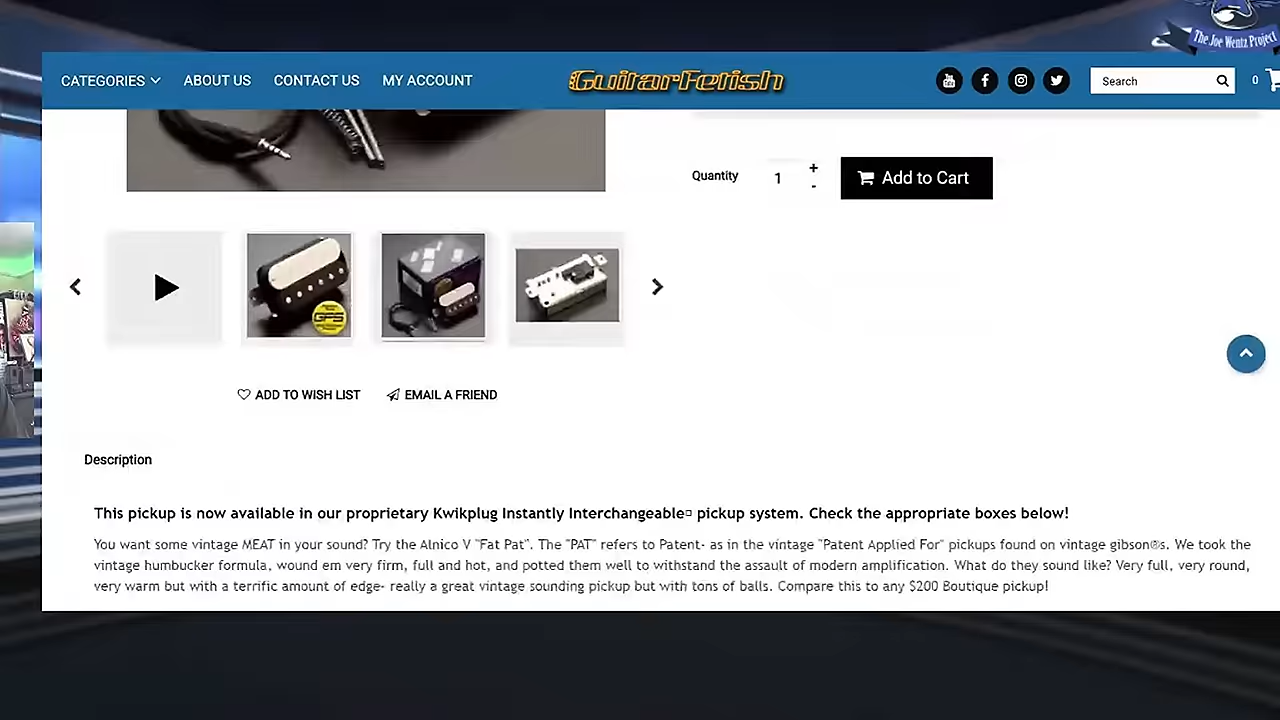 The Joe Wentz Project
CATEGORIES ABOUT US CONTACT US MY ACCOUNT GuitarFetish Search 0
Quantity 1 + - Add to Cart
GFS
ADD TO WISH LIST EMAIL A FRIEND
Description
This pickup is now available in our proprietary Kwikplug Instantly Interchangeable▯ pickup system. Check the appropriate boxes below!
You want some vintage MEAT in your sound? Try the Alnico V "Fat Pat". The "PAT" refers to Patent- as in the vintage "Patent Applied For" pickups found on vintage gibson®s. We took the
vintage humbucker formula, wound em very firm, full and hot, and potted them well to withstand the assault of modern amplification. What do they sound like? Very full, very round,
very warm but with a terrific amount of edge- really a great vintage sounding pickup but with tons of balls. Compare this to any $200 Boutique pickup!